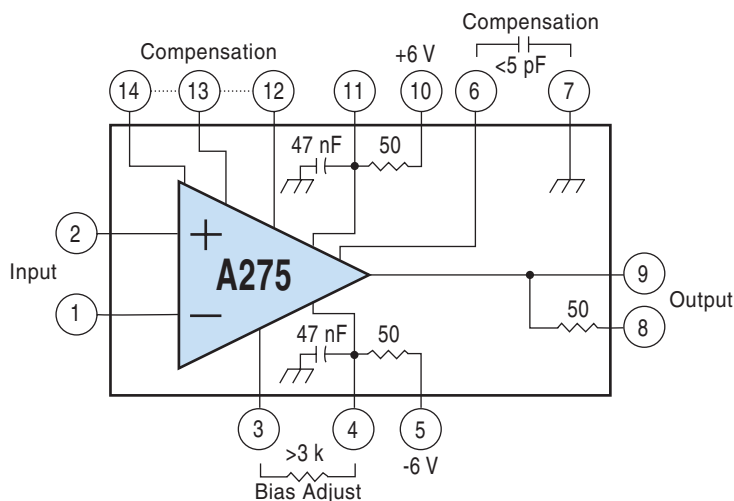 Compensation
Compensation
+6 V
<5 pF
14 13 12 11 10 6 7
47 nF 50
2
+
Input
A275
9
1
−
Output
50
8
47 nF 50
3 4 5
>3 k
-6 V
Bias Adjust